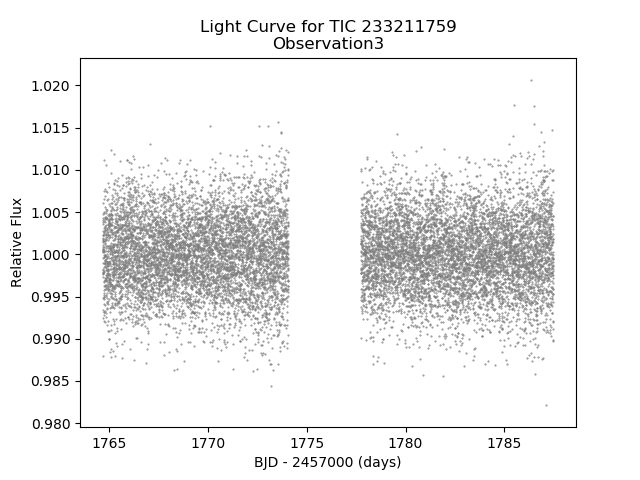 Light Curve for TIC 233211759
Observation3
1.020
1.015
1.010
1.005
1.000
0.995
0.990
0.985
0.980
Relative Flux
1765 1770 1775 1780 1785
BJD - 2457000 (days)